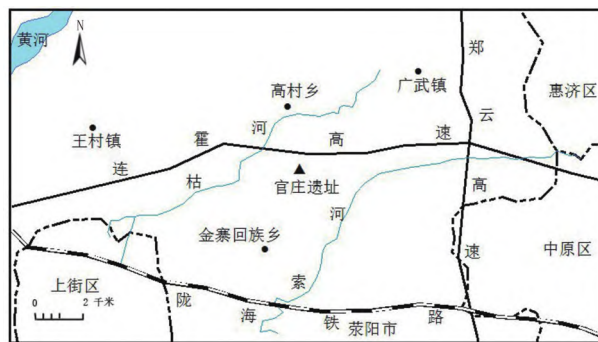 黄河
N
广武镇
郑云高速
惠济区
高村乡
王村镇
连霍高速
枯河
官庄遗址
索河
金寨回族乡
中原区
上街区
0 2 千米
陇海铁路
荥阳市